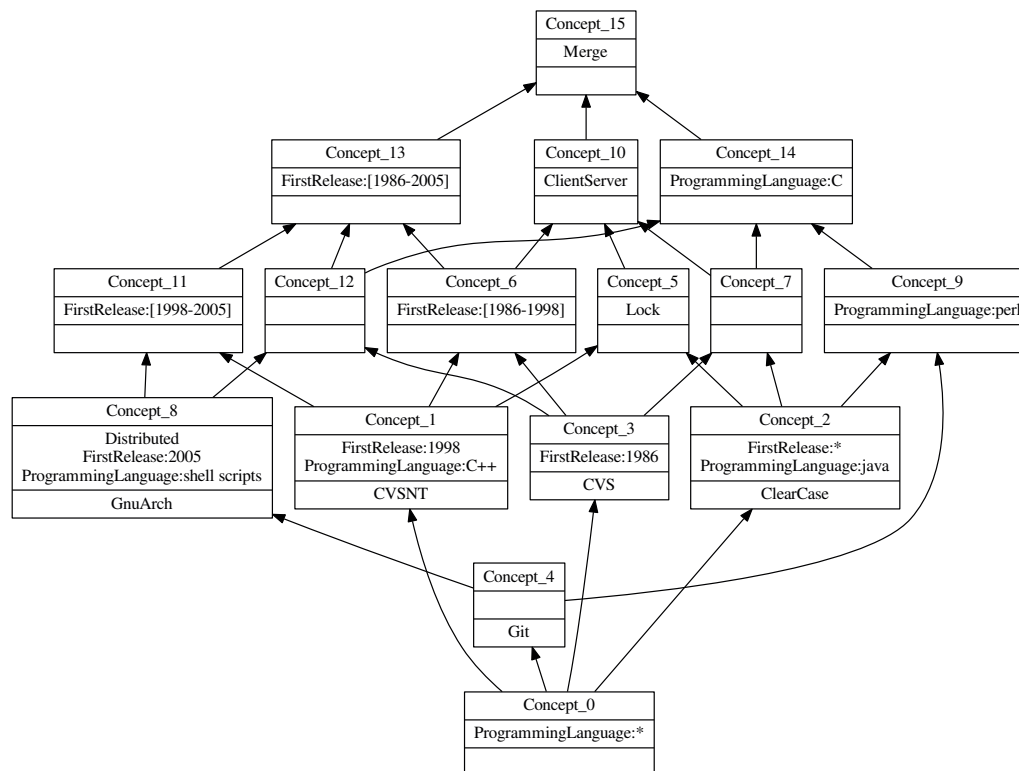 Concept_15
Merge
Concept_13
FirstRelease:[1986-2005]
Concept_10
ClientServer
Concept_14
ProgrammingLanguage:C
Concept_11
FirstRelease:[1998-2005]
Concept_12
Concept_6
FirstRelease:[1986-1998]
Concept_5
Lock
Concept_7
Concept_9
ProgrammingLanguage:perl
Concept_8
Distributed
FirstRelease:2005
ProgrammingLanguage:shell scripts
GnuArch
Concept_1
FirstRelease:1998
ProgrammingLanguage:C++
CVSNT
Concept_3
FirstRelease:1986
CVS
Concept_2
FirstRelease:*
ProgrammingLanguage:java
ClearCase
Concept_4
Git
Concept_0
ProgrammingLanguage:*